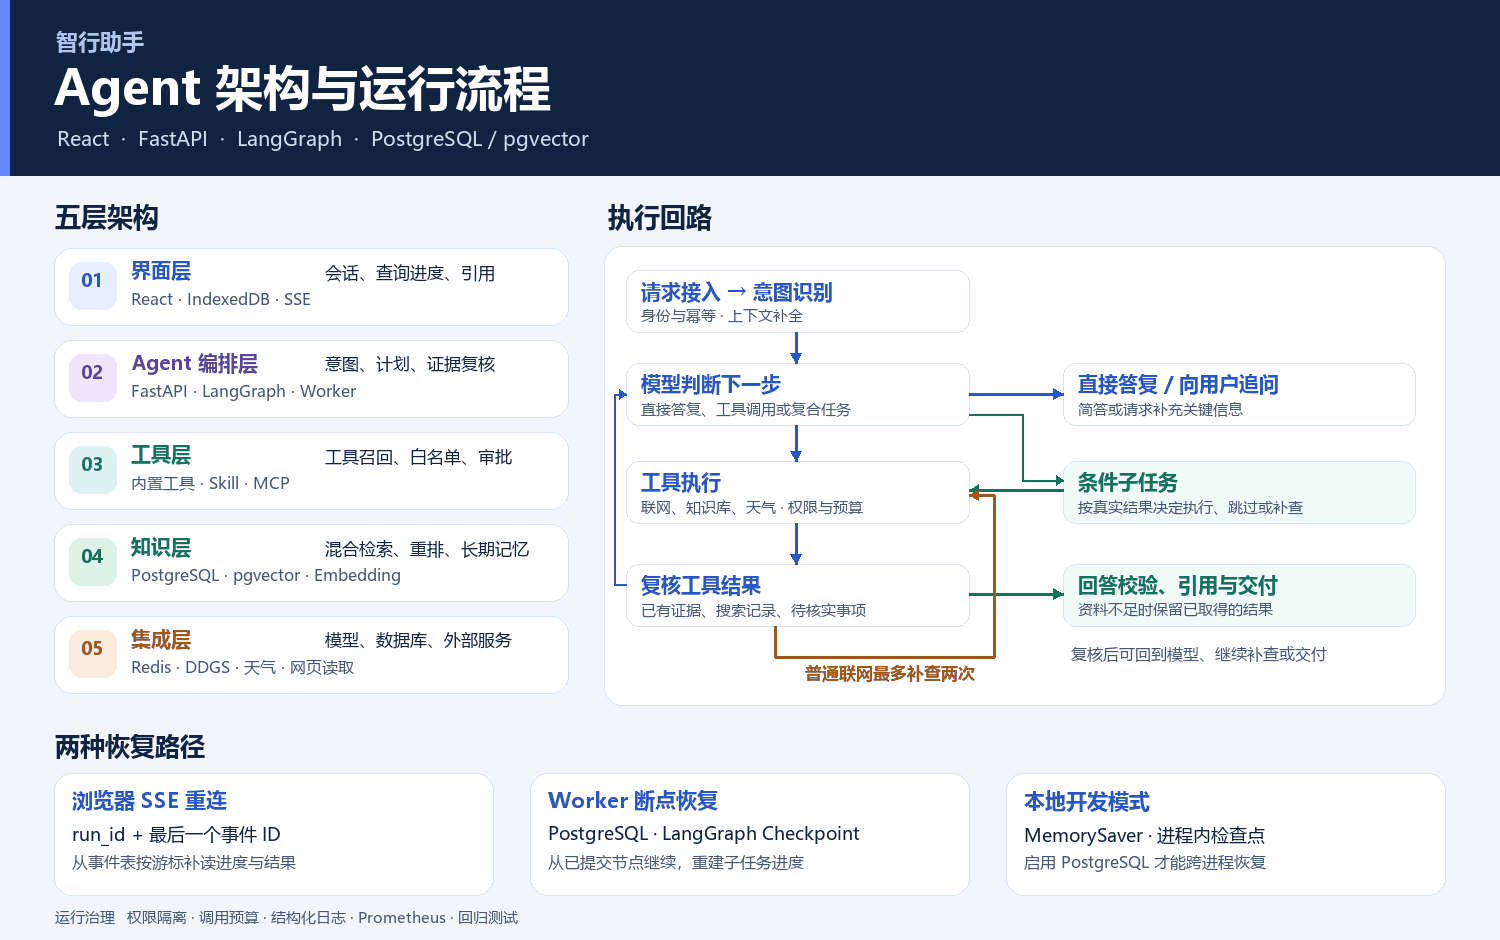 智行助手
Agent 架构与运行流程
React · FastAPI · LangGraph · PostgreSQL / pgvector
五层架构
01
界面层
会话、查询进度、引用
React · IndexedDB · SSE
02
Agent 编排层
意图、计划、证据复核
FastAPI · LangGraph · Worker
03
工具层
工具召回、白名单、审批
内置工具 · Skill · MCP
04
知识层
混合检索、重排、长期记忆
PostgreSQL · pgvector · Embedding
05
集成层
模型、数据库、外部服务
Redis · DDGS · 天气 · 网页读取
执行回路
请求接入 → 意图识别
身份与幂等 · 上下文补全
模型判断下一步
直接答复、工具调用或复合任务
直接答复 / 向用户追问
简答或请求补充关键信息
工具执行
联网、知识库、天气 · 权限与预算
条件子任务
按真实结果决定执行、跳过或补查
复核工具结果
已有证据、搜索记录、待核实事项
回答校验、引用与交付
资料不足时保留已取得的结果
复核后可回到模型、继续补查或交付
普通联网最多补查两次
两种恢复路径
浏览器 SSE 重连
run_id + 最后一个事件 ID
从事件表按游标补读进度与结果
Worker 断点恢复
PostgreSQL · LangGraph Checkpoint
从已提交节点继续，重建子任务进度
本地开发模式
MemorySaver · 进程内检查点
启用 PostgreSQL 才能跨进程恢复
运行治理 权限隔离 · 调用预算 · 结构化日志 · Prometheus · 回归测试